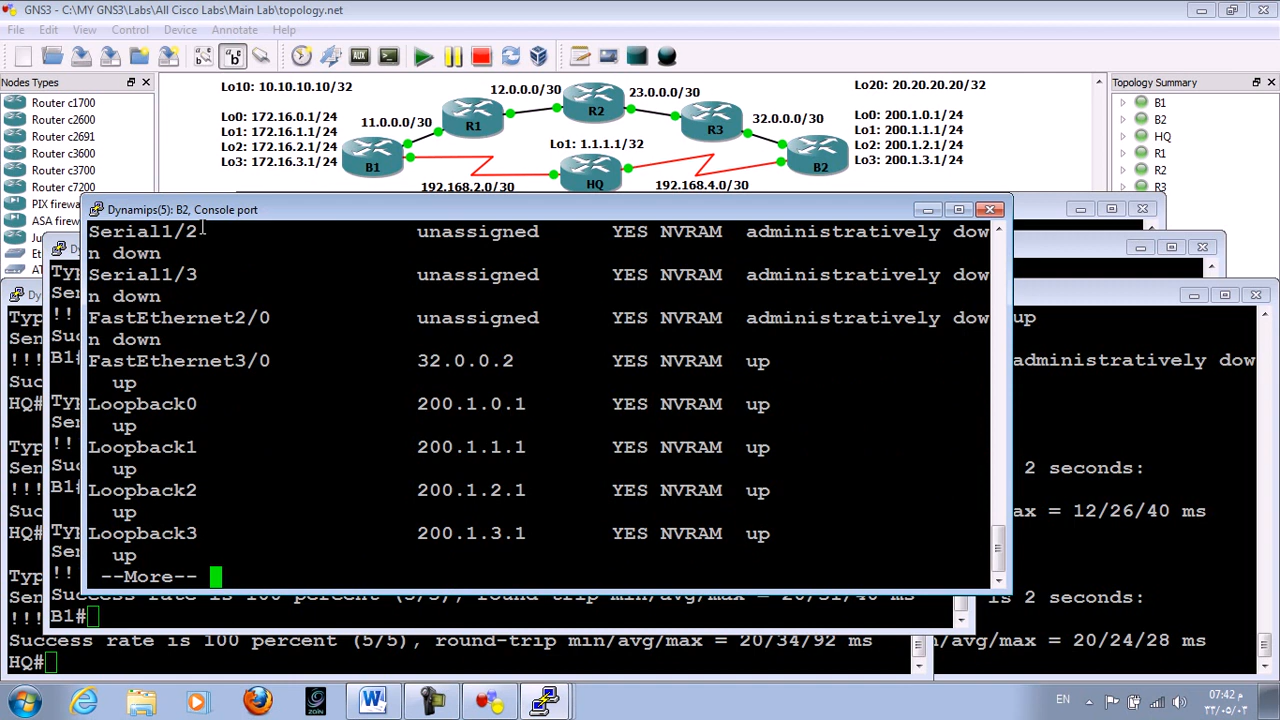 GNS3 - C:\MY GNS3\Labs\All Cisco Labs\Main Lab\topology.net
File Edit View Control Device Annotate Help
Nodes Types
Router c1700
Router c2600
Router c2691
Router c3600
Router c3700
Router c7200
PIX firewa
ASA firew
Ju
Et
AT
Lo10: 10.10.10.10/32
Lo0: 172.16.0.1/24
Lo1: 172.16.1.1/24
Lo2: 172.16.2.1/24
Lo3: 172.16.3.1/24
11.0.0.0/30
12.0.0.0/30
23.0.0.0/30
32.0.0.0/30
R1
R2
R3
B1
HQ
B2
Lo1: 1.1.1.1/32
192.168.2.0/30
192.168.4.0/30
Lo20: 20.20.20.20/32
Lo0: 200.1.0.1/24
Lo1: 200.1.1.1/24
Lo2: 200.1.2.1/24
Lo3: 200.1.3.1/24
Topology Summary
B1
B2
HQ
R1
R2
R3
Dynamips(5): B2, Console port
Serial1/2 unassigned YES NVRAM administratively dow
n down
Serial1/3 unassigned YES NVRAM administratively dow
n down
FastEthernet2/0 unassigned YES NVRAM administratively dow
n down
FastEthernet3/0 32.0.0.2 YES NVRAM up
up
Loopback0 200.1.0.1 YES NVRAM up
up
Loopback1 200.1.1.1 YES NVRAM up
up
Loopback2 200.1.2.1 YES NVRAM up
up
Loopback3 200.1.3.1 YES NVRAM up
up
--More--
up
administratively dow
2 seconds:
ax = 12/26/40 ms
is 2 seconds:
B1#
Success rate is 100 percent (5/5), round-trip min/avg/max = 20/34/92 ms
n/avg/max = 20/24/28 ms
HQ#
EN
07:42 م